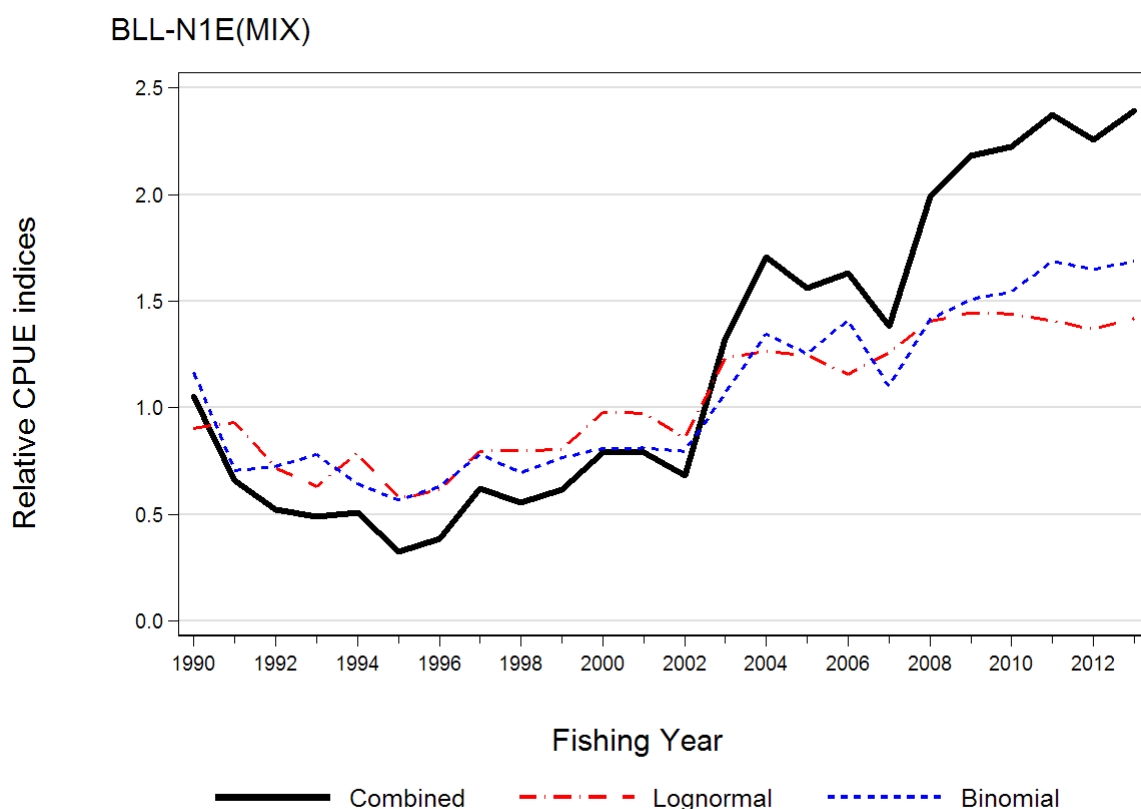 BLL-N1E(MIX)
2.5
2.0
1.5
1.0
0.5
0.0
Relative CPUE indices
1990 1992 1994 1996 1998 2000 2002 2004 2006 2008 2010 2012
Fishing Year
Combined Lognormal Binomial